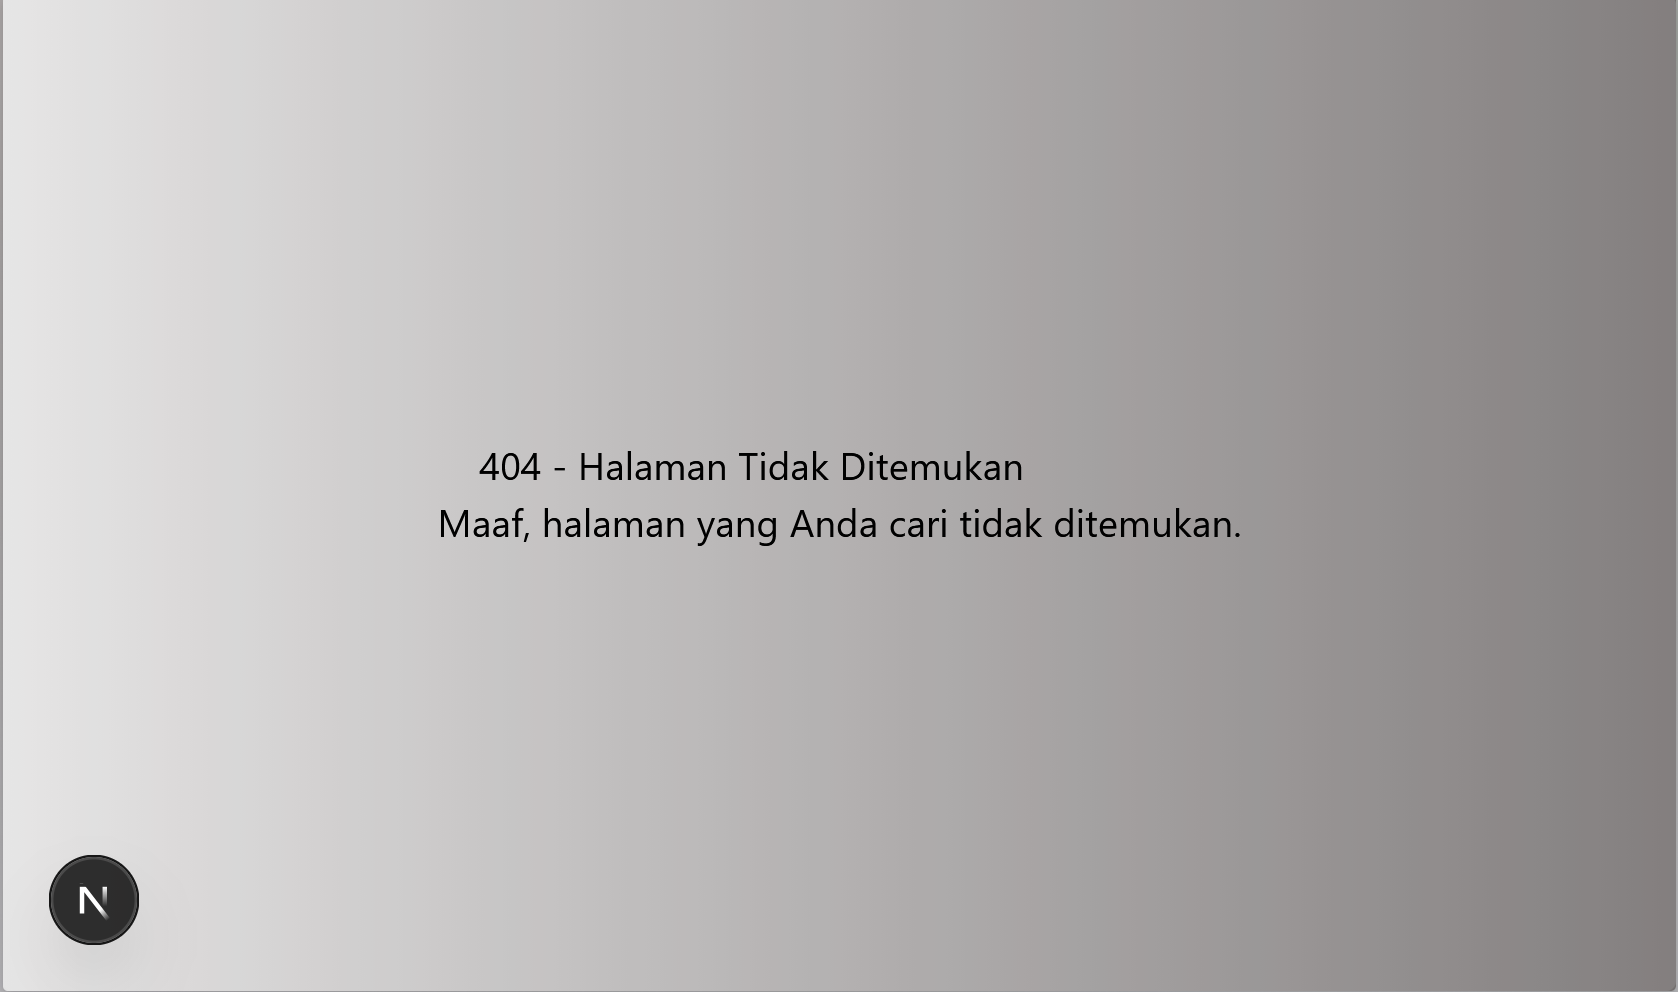 404 - Halaman Tidak Ditemukan
Maaf, halaman yang Anda cari tidak ditemukan.
N